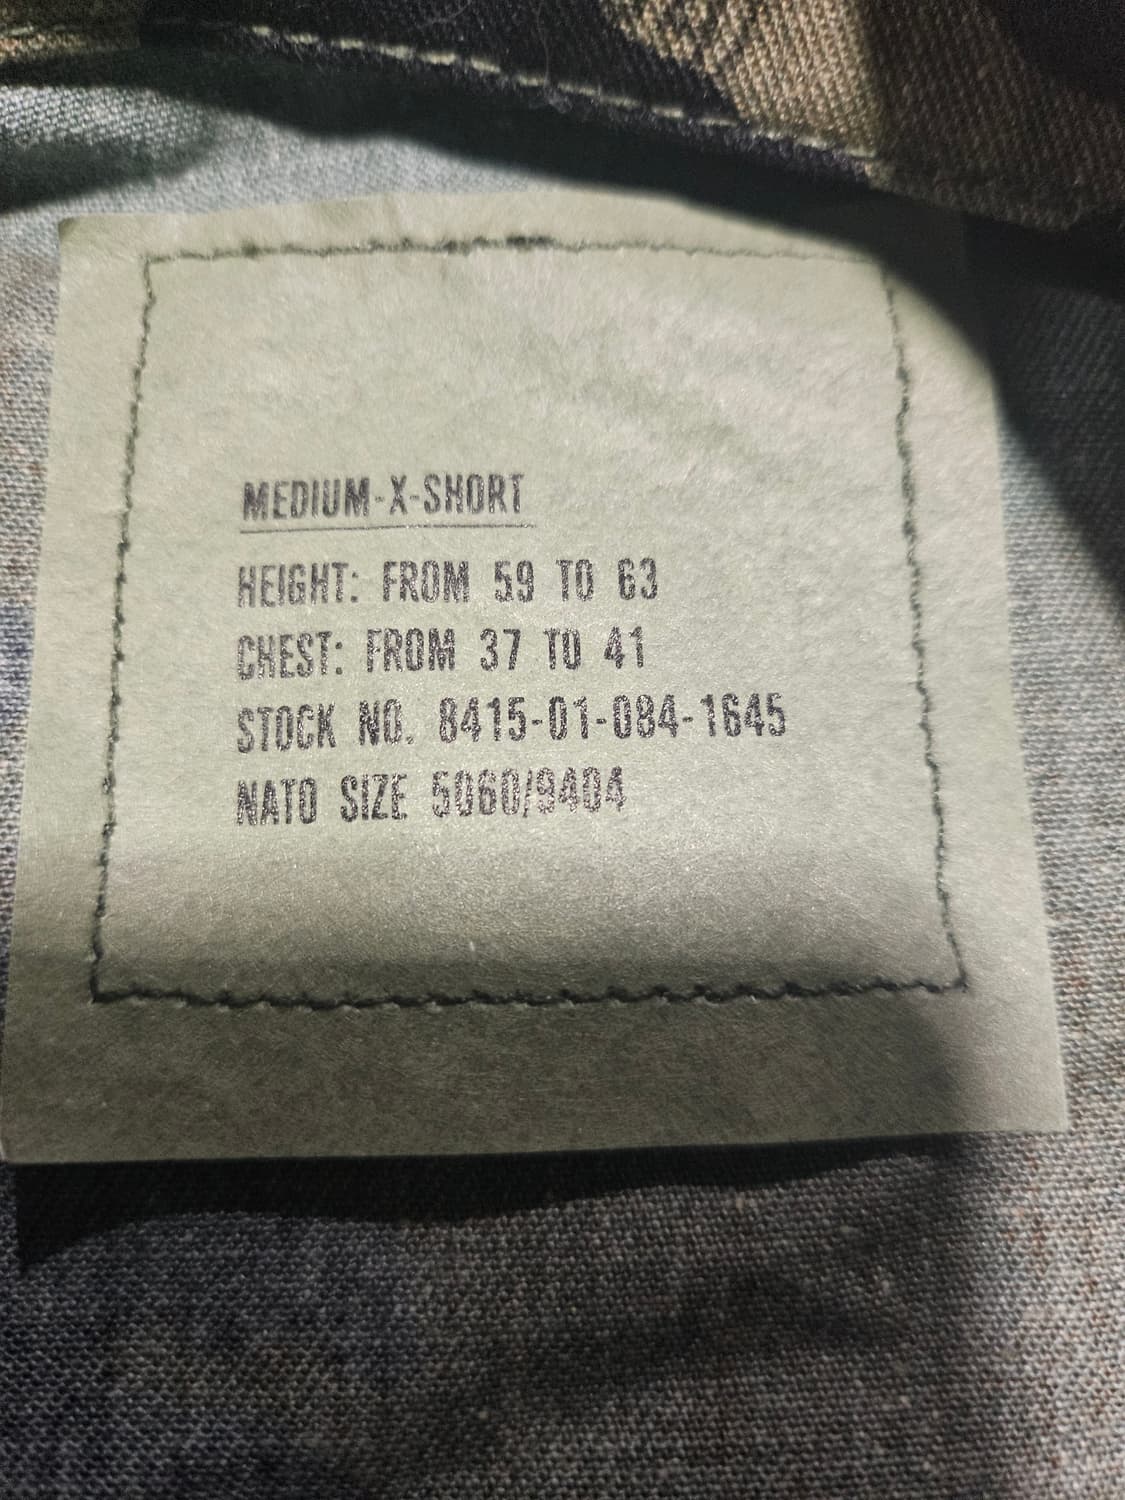 MEDIUM-X-SHORT
HEIGHT: FROM 59 TO 63
CHEST: FROM 37 TO 41
STOCK NO. 8415-01-084-1645
NATO SIZE 5060/9404